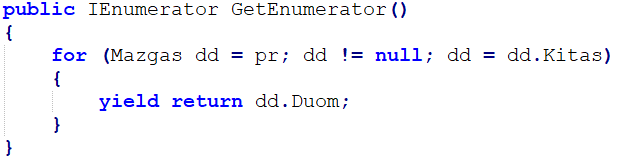 public IEnumerator GetEnumerator()
{
    for (Mazgas dd = pr; dd != null; dd = dd.Kitas)
    {
        yield return dd.Duom;
    }
}